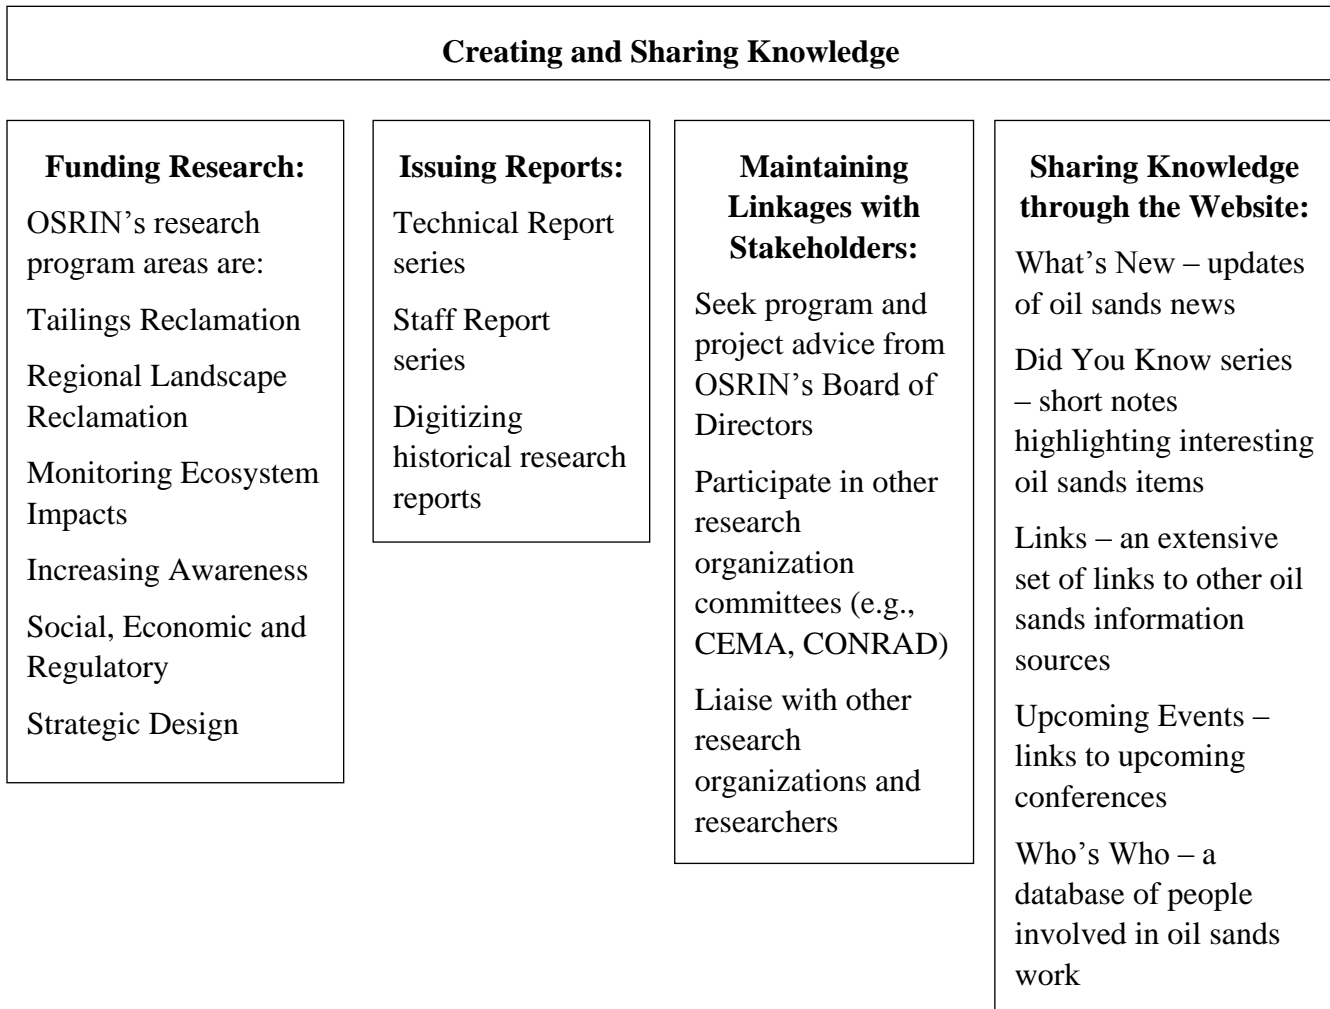 Creating and Sharing Knowledge
Funding Research:
OSRIN’s research
program areas are:
Tailings Reclamation
Regional Landscape
Reclamation
Monitoring Ecosystem
Impacts
Increasing Awareness
Social, Economic and
Regulatory
Strategic Design
Issuing Reports:
Technical Report
series
Staff Report
series
Digitizing
historical research
reports
Maintaining
Linkages with
Stakeholders:
Seek program and
project advice from
OSRIN’s Board of
Directors
Participate in other
research
organization
committees (e.g.,
CEMA, CONRAD)
Liaise with other
research
organizations and
researchers
Sharing Knowledge
through the Website:
What’s New – updates
of oil sands news
Did You Know series
– short notes
highlighting interesting
oil sands items
Links – an extensive
set of links to other oil
sands information
sources
Upcoming Events –
links to upcoming
conferences
Who’s Who – a
database of people
involved in oil sands
work